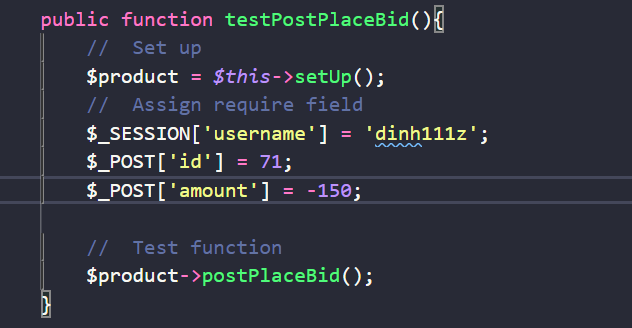 public function testPostPlaceBid(){
//  Set up
$product = $this->setUp();
//  Assign require field
$_SESSION['username'] = 'dinh111z';
$_POST['id'] = 71;
$_POST['amount'] = -150;
//  Test function
$product->postPlaceBid();
}